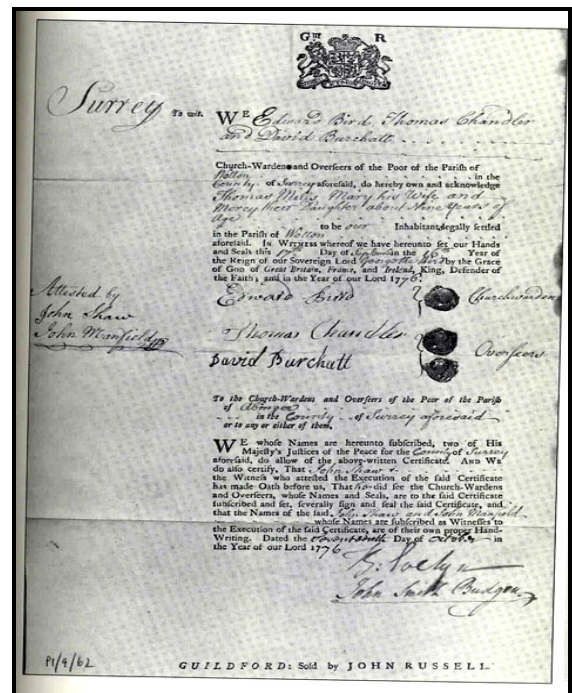 G III R
Surrey To wit.
WE Edward Bird, Thomas Chandler
and David Burchatt
Church-Wardens and Overseers of the Poor of the Parish of
Wotton in the
County of Surrey aforesaid, do hereby own and acknowledge
Thomas Mills, Mary his Wife and
Mercy their Daughter about Nine Years of
Age
to be our Inhabitants legally settled
in the Parish of Wotton
aforesaid. In Witness whereof we have hereunto set our Hands
and Seals this 17th Day of September in the 16th Year of
the Reign of our Sovereign Lord George the third by the Grace
of God of Great Britain, France, and Ireland, King, Defender of
the Faith; and in the Year of our Lord 1776.
Attested by
John Shaw
John Manfield
Edward Bird Churchwarden
Thomas Chandler
David Burchatt
Overseers
To the Church-Wardens and Overseers of the Poor of the Parish
of Abinger
in the County of Surrey aforesaid
or to any or either of them.
WE whose Names are hereunto subscribed, two of His
Majesty's Justices of the Peace for the County of Surrey
aforesaid, do allow of the above-written Certificate. And We
do also certify, That John Shaw
the Witness who attested the Execution of the said Certificate
has made Oath before us, That he did see the Church-Wardens
and Overseers, whose Names and Seals, are to the said Certificate
subscribed and set, severally sign and seal the said Certificate, and
that the Names of the said John Shaw and John Manfield
whose Names are subscribed as Witnesses to
the Execution of the said Certificate, are of their own proper Hand-
Writing. Dated the Seventeenth Day of October in
the Year of our Lord 1776
G: Evelyn
John Smith Budgen
P1/9/62
GUILDFORD: Sold by JOHN RUSSELL